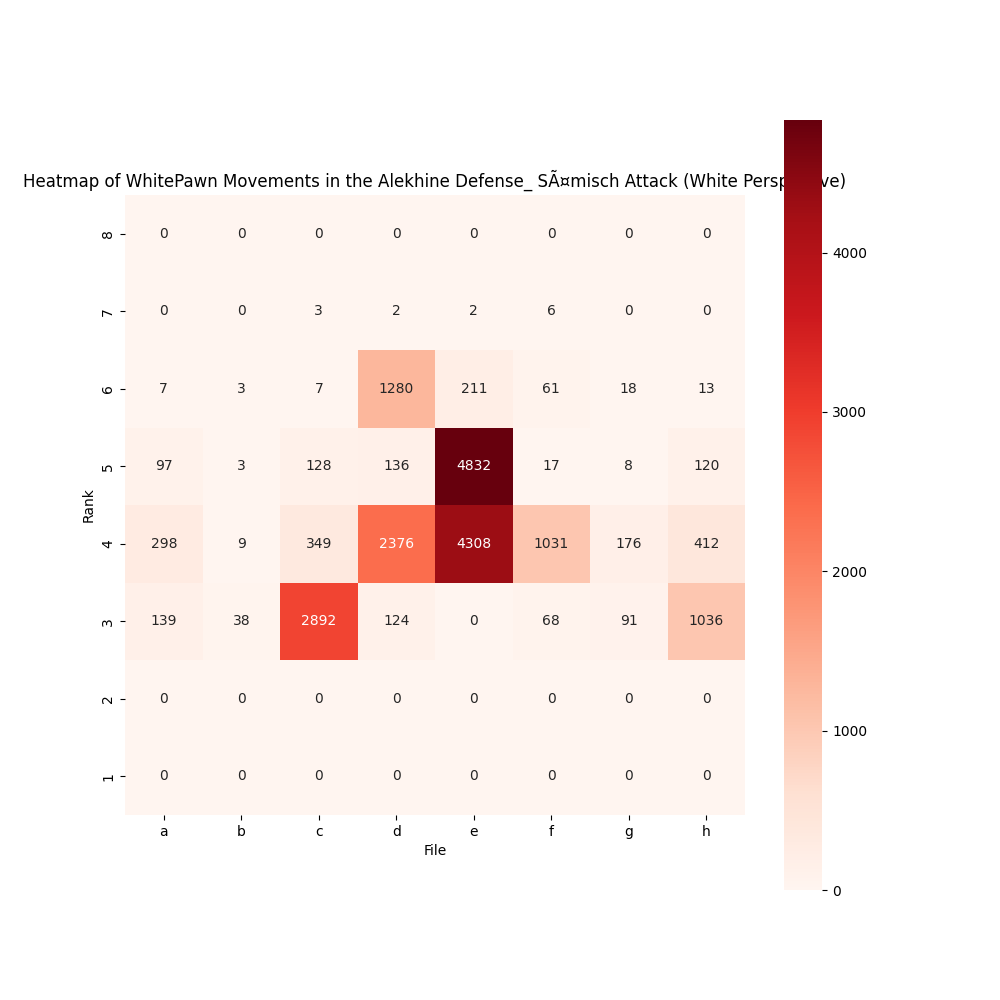 Heatmap of WhitePawn Movements in the Alekhine Defense_ SÃ¤misch Attack (White Persp ve)
8 0 0 0 0 0 0 0 0
7 0 0 3 2 2 6 0 0
6 7 3 7 1280 211 61 18 13
5 97 3 128 136 4832 17 8 120
4 298 9 349 2376 4308 1031 176 412
3 139 38 2892 124 0 68 91 1036
2 0 0 0 0 0 0 0 0
1 0 0 0 0 0 0 0 0
a b c d e f g h
File
Rank
4000
3000
2000
1000
0